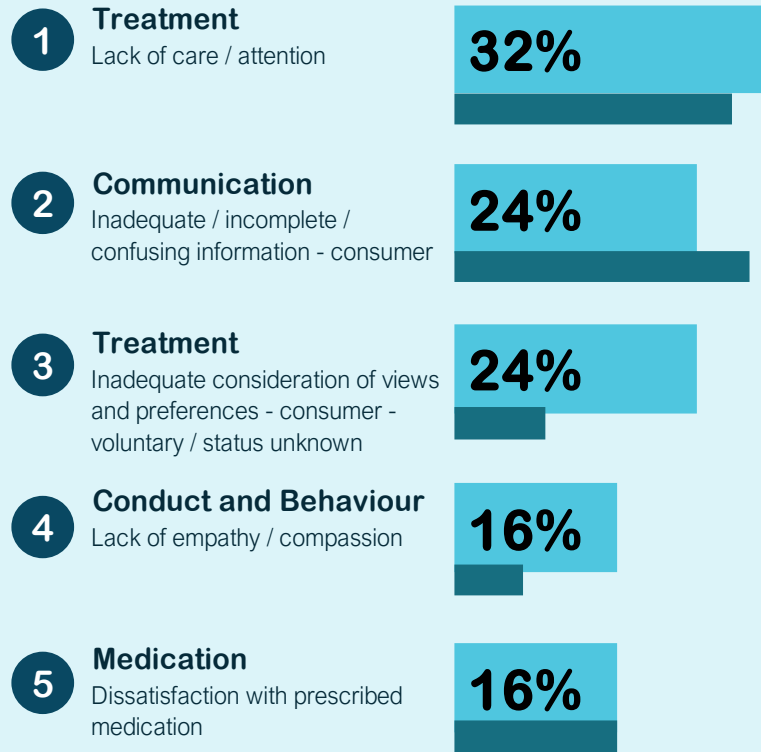 1
Treatment
Lack of care / attention
32%
2
Communication
Inadequate / incomplete /
confusing information - consumer
24%
3
Treatment
Inadequate consideration of views
and preferences - consumer -
voluntary / status unknown
24%
4
Conduct and Behaviour
Lack of empathy / compassion
16%
5
Medication
Dissatisfaction with prescribed
medication
16%